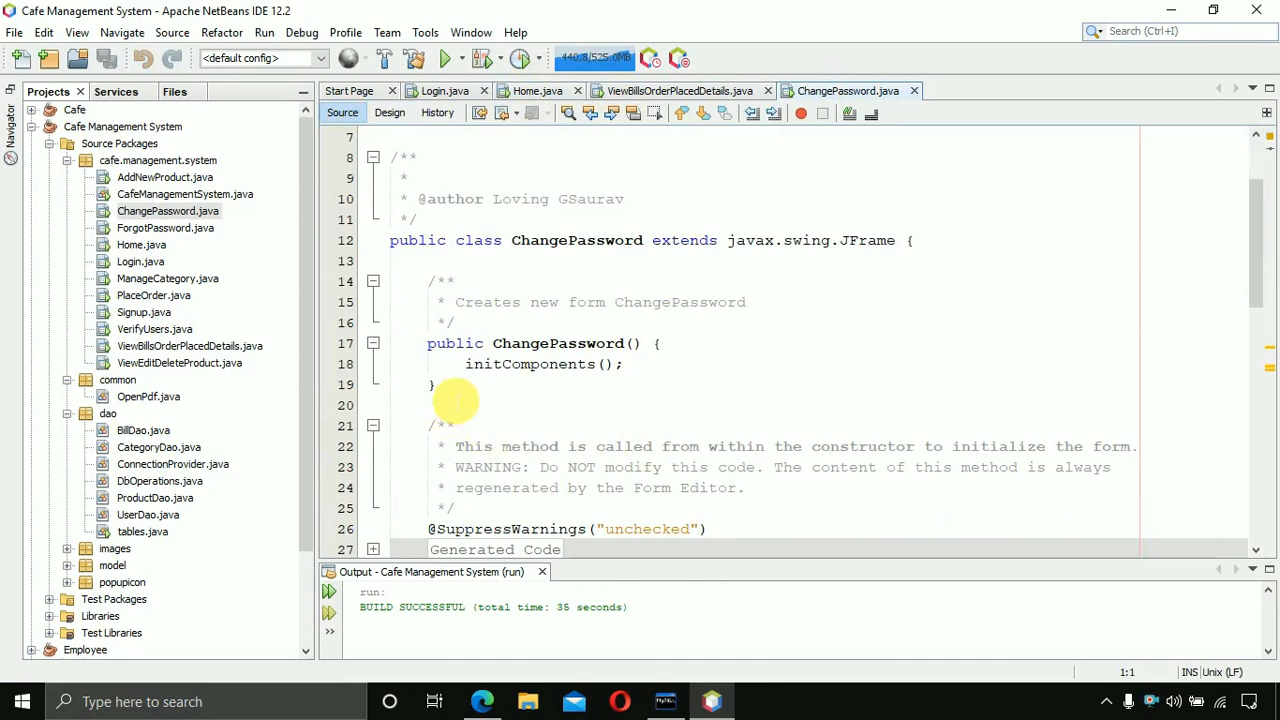 Cafe Management System - Apache NetBeans IDE 12.2
File Edit View Navigate Source Refactor Run Debug Profile Team Tools Window Help
Search (Ctrl+I)
<default config>
440.8/525.0MB
Projects Services Files
Start Page Login.java Home.java ViewBillsOrderPlacedDetails.java ChangePassword.java
Navigator
Source Design History
Cafe
Cafe Management System
Source Packages
cafe.management.system
AddNewProduct.java
CafeManagementSystem.java
ChangePassword.java
ForgotPassword.java
Home.java
Login.java
ManageCategory.java
PlaceOrder.java
Signup.java
VerifyUsers.java
ViewBillsOrderPlacedDetails.java
ViewEditDeleteProduct.java
common
OpenPdf.java
dao
BillDao.java
CategoryDao.java
ConnectionProvider.java
DbOperations.java
ProductDao.java
UserDao.java
tables.java
images
model
popupicon
Test Packages
Libraries
Test Libraries
Employee
7
8 /**
9 *
10 * @author Loving GSaurav
11 */
12 public class ChangePassword extends javax.swing.JFrame {
13
14 /**
15 * Creates new form ChangePassword
16 */
17 public ChangePassword() {
18 initComponents();
19 }
20
21 /**
22 * This method is called from within the constructor to initialize the form.
23 * WARNING: Do NOT modify this code. The content of this method is always
24 * regenerated by the Form Editor.
25 */
26 @SuppressWarnings("unchecked")
27 Generated Code
Output - Cafe Management System (run)
run:
BUILD SUCCESSFUL (total time: 35 seconds)
1:1 INS Unix (LF)
Type here to search
MySQL